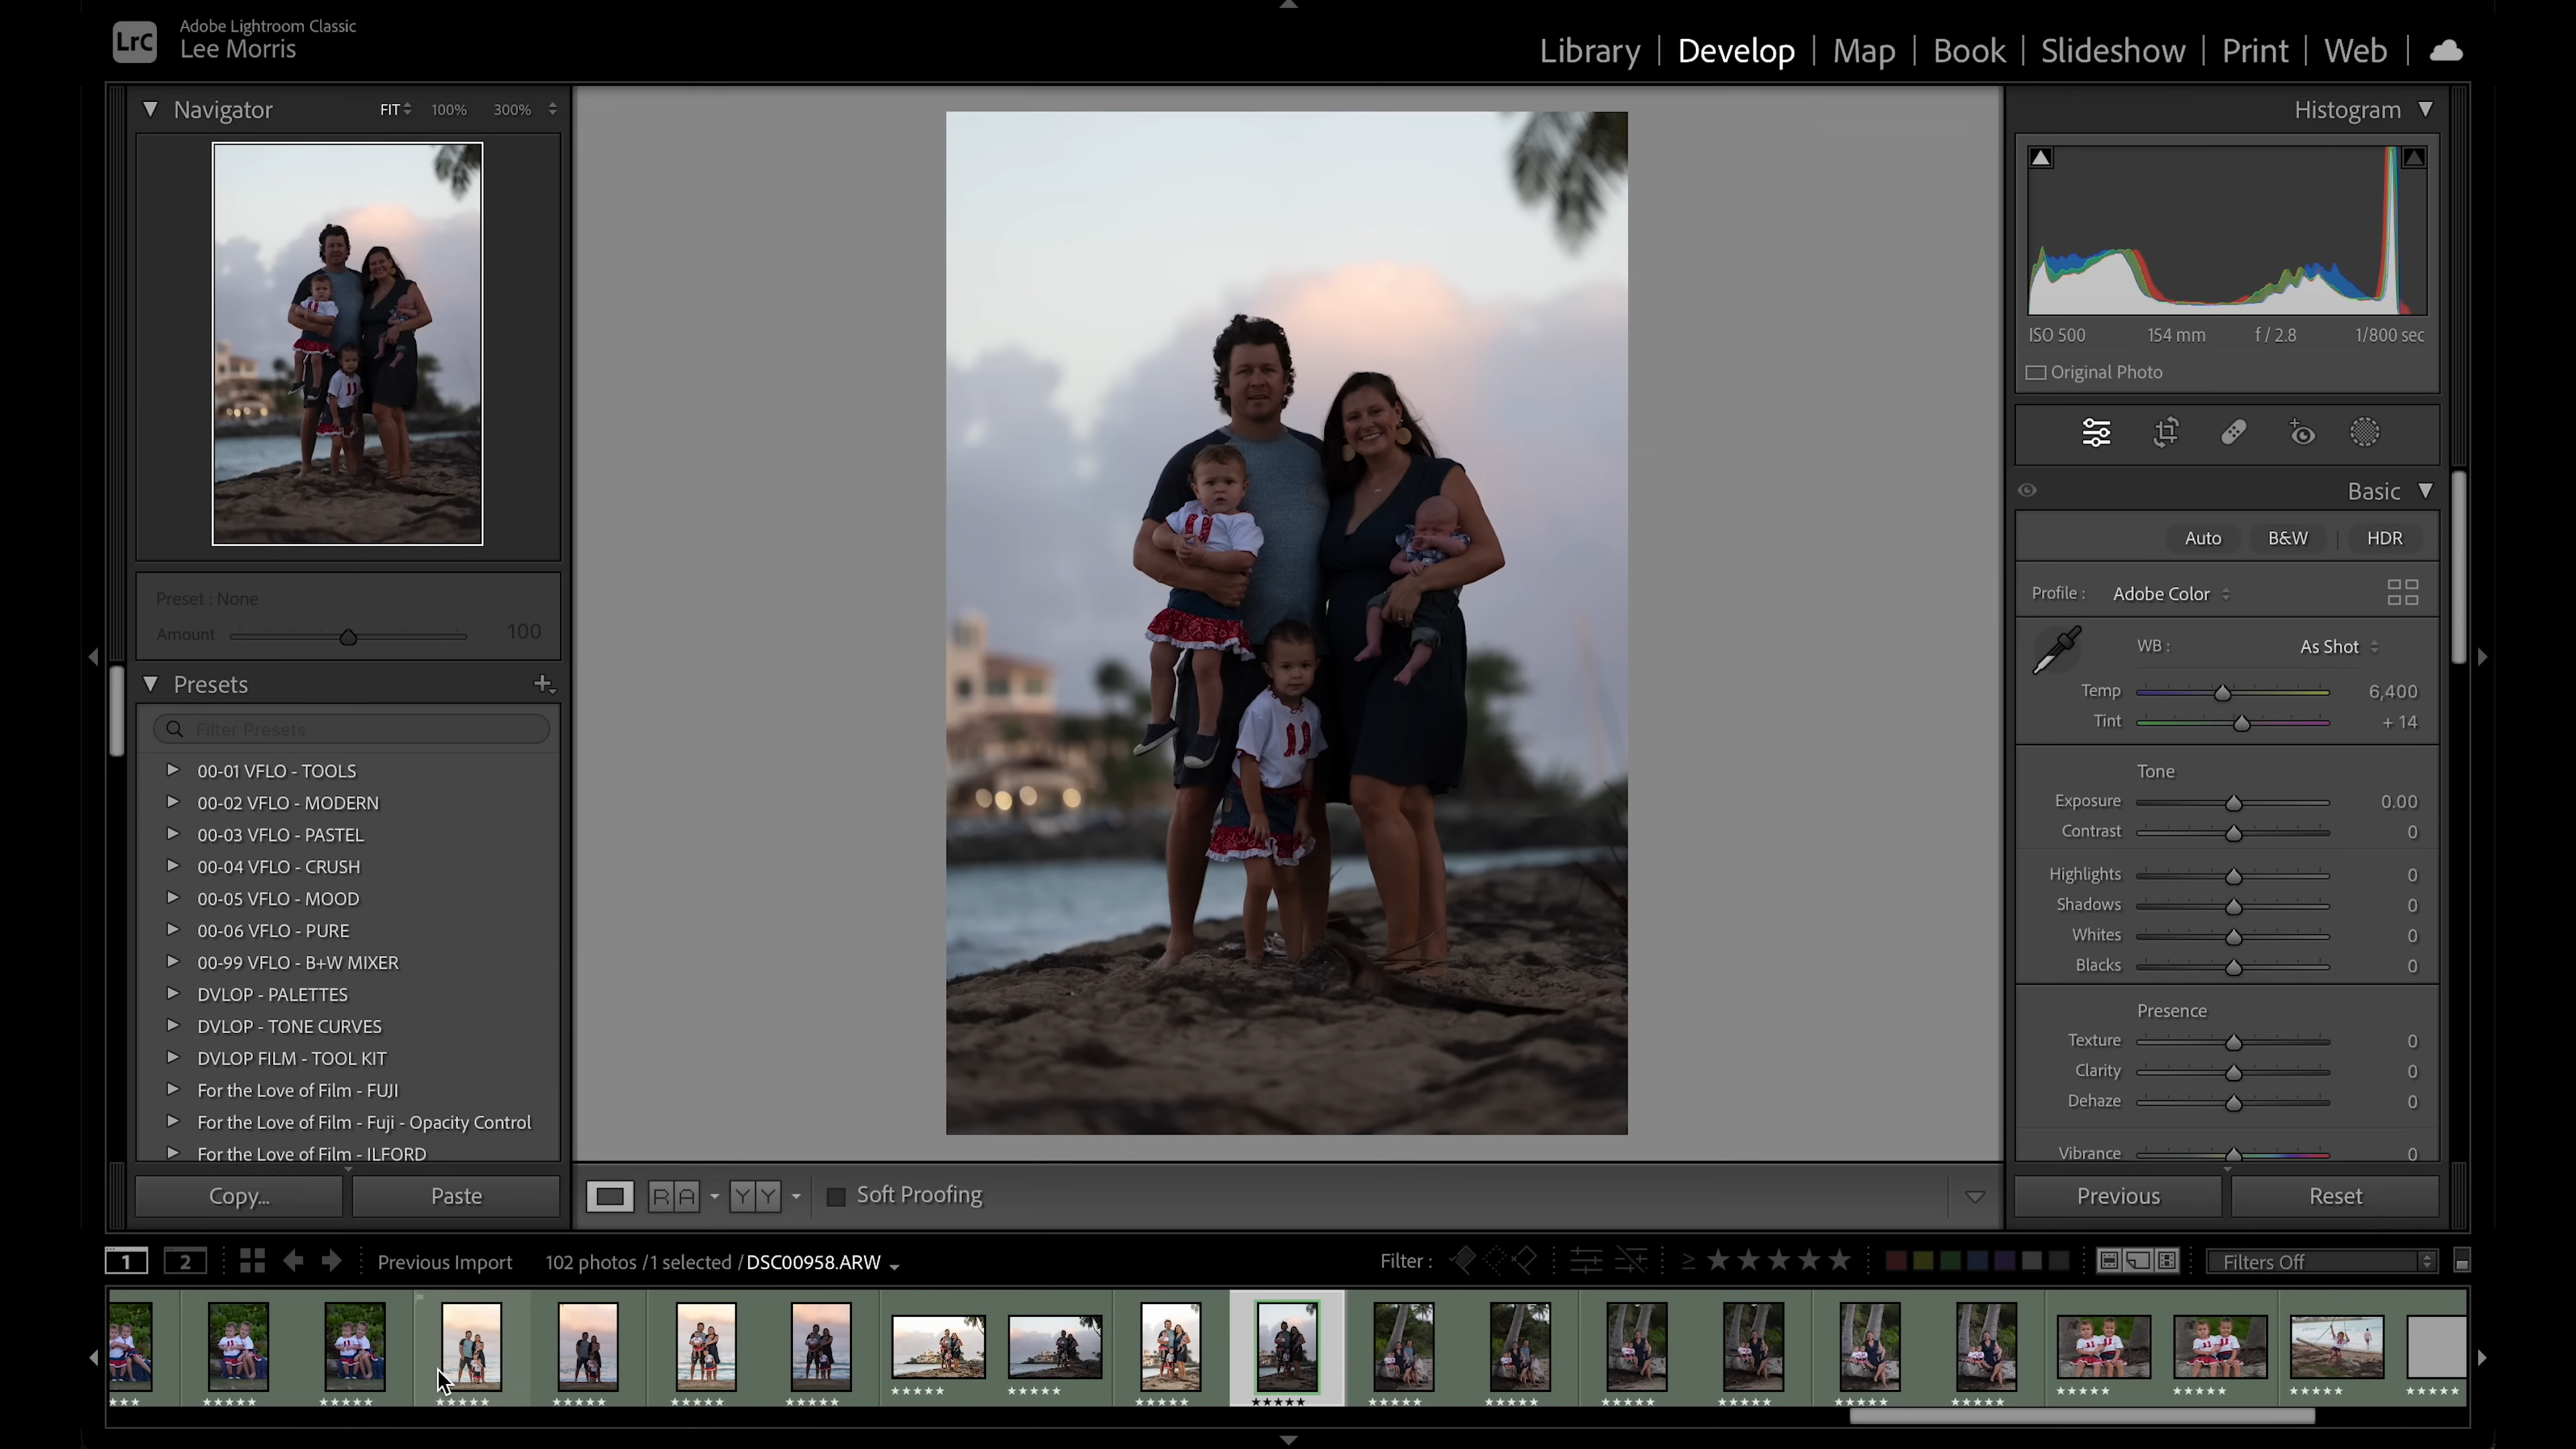 LrC
Adobe Lightroom Classic
Lee Morris
Library | Develop | Map | Book | Slideshow | Print | Web
Navigator FIT 100% 300%
Preset : None
Amount 100
Presets
Filter Presets
00-01 VFLO - TOOLS
00-02 VFLO - MODERN
00-03 VFLO - PASTEL
00-04 VFLO - CRUSH
00-05 VFLO - MOOD
00-06 VFLO - PURE
00-99 VFLO - B+W MIXER
DVLOP - PALETTES
DVLOP - TONE CURVES
DVLOP FILM - TOOL KIT
For the Love of Film - FUJI
For the Love of Film - Fuji - Opacity Control
For the Love of Film - ILFORD
Copy... Paste
R A Y Y Soft Proofing
Histogram
ISO 500 154 mm f / 2.8 1/800 sec
Original Photo
Basic
Auto B&W | HDR
Profile : Adobe Color
WB : As Shot
Temp 6,400
Tint + 14
Tone
Exposure 0.00
Contrast 0
Highlights 0
Shadows 0
Whites 0
Blacks 0
Presence
Texture 0
Clarity 0
Dehaze 0
Vibrance 0
Previous Reset
1 2 Previous Import 102 photos /1 selected /DSC00958.ARW Filter : ≥ ★★★★★ Filters Off